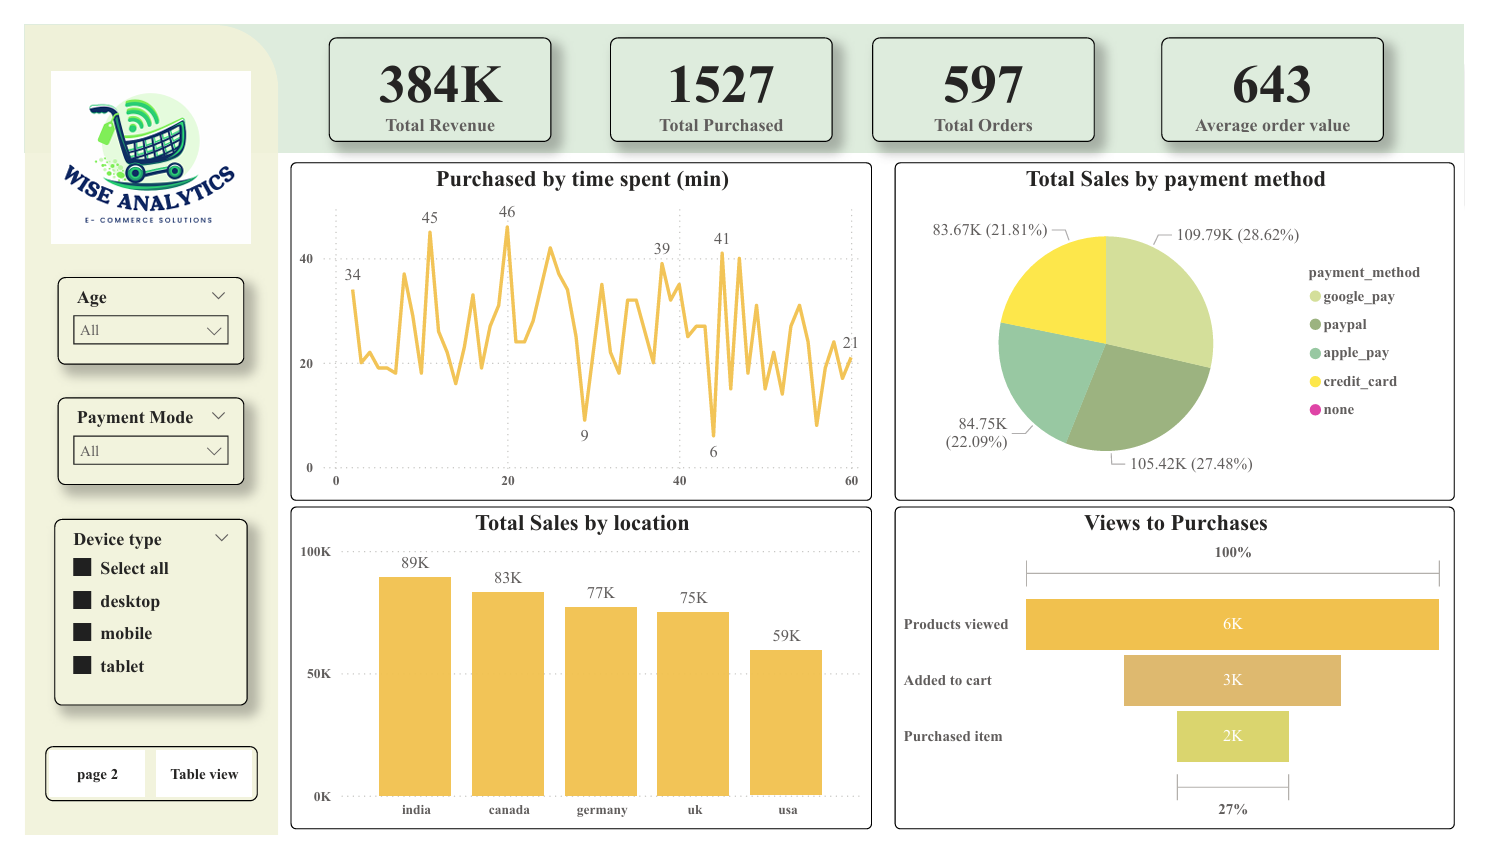 WISE ANALYTICS
E- COMMERCE SOLUTIONS
384K
Total Revenue
1527
Total Purchased
597
Total Orders
643
Average order value
Age
All
Payment Mode
All
Device type
Select all
desktop
mobile
tablet
page 2
Table view
Purchased by time spent (min)
34
45
46
9
39
6
41
21
40
20
0
0
20
40
60
Total Sales by payment method
83.67K (21.81%)
109.79K (28.62%)
84.75K
(22.09%)
105.42K (27.48%)
payment_method
google_pay
paypal
apple_pay
credit_card
none
Total Sales by location
100K
50K
0K
89K
83K
77K
75K
59K
india
canada
germany
uk
usa
Views to Purchases
100%
Products viewed
6K
Added to cart
3K
Purchased item
2K
27%